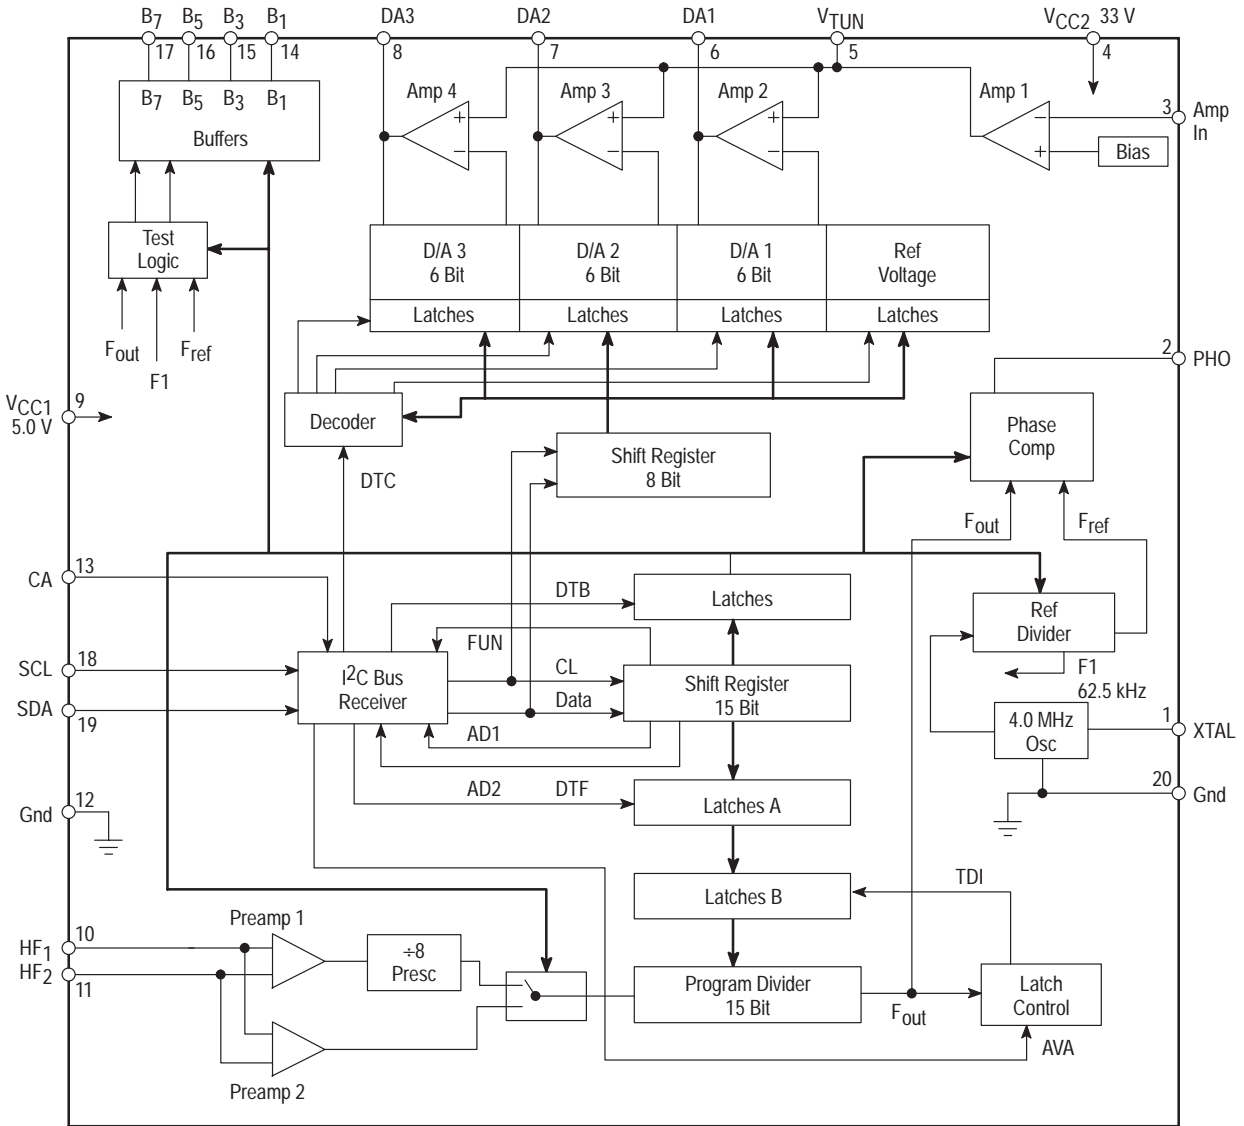 B7 B5 B3 B1 DA3 DA2 DA1 VTUN VCC2 33 V
17 16 15 14 8 7 6 5 4
B7 B5 B3 B1
Buffers
Amp 4
+
−
Amp 3
+
−
Amp 2
+
−
Amp 1
−
+
Bias
3
Amp
In
Test
Logic
Fout
F1
Fref
D/A 3
6 Bit
D/A 2
6 Bit
D/A 1
6 Bit
Ref
Voltage
Latches
Latches
Latches
Latches
2
PHO
VCC1
5.0 V
9
Decoder
DTC
Shift Register
8 Bit
Phase
Comp
Fout
Fref
CA
13
DTB
Latches
Ref
Divider
FUN
SCL
18
I2C Bus
Receiver
CL
Data
Shift Register
15 Bit
F1
62.5 kHz
SDA
19
AD1
4.0 MHz
Osc
1
XTAL
20
Gnd
AD2
DTF
Latches A
Gnd
12
Latches B
TDI
Preamp 1
HF1
10
HF2
11
÷8
Presc
Program Divider
15 Bit
Fout
Latch
Control
AVA
Preamp 2